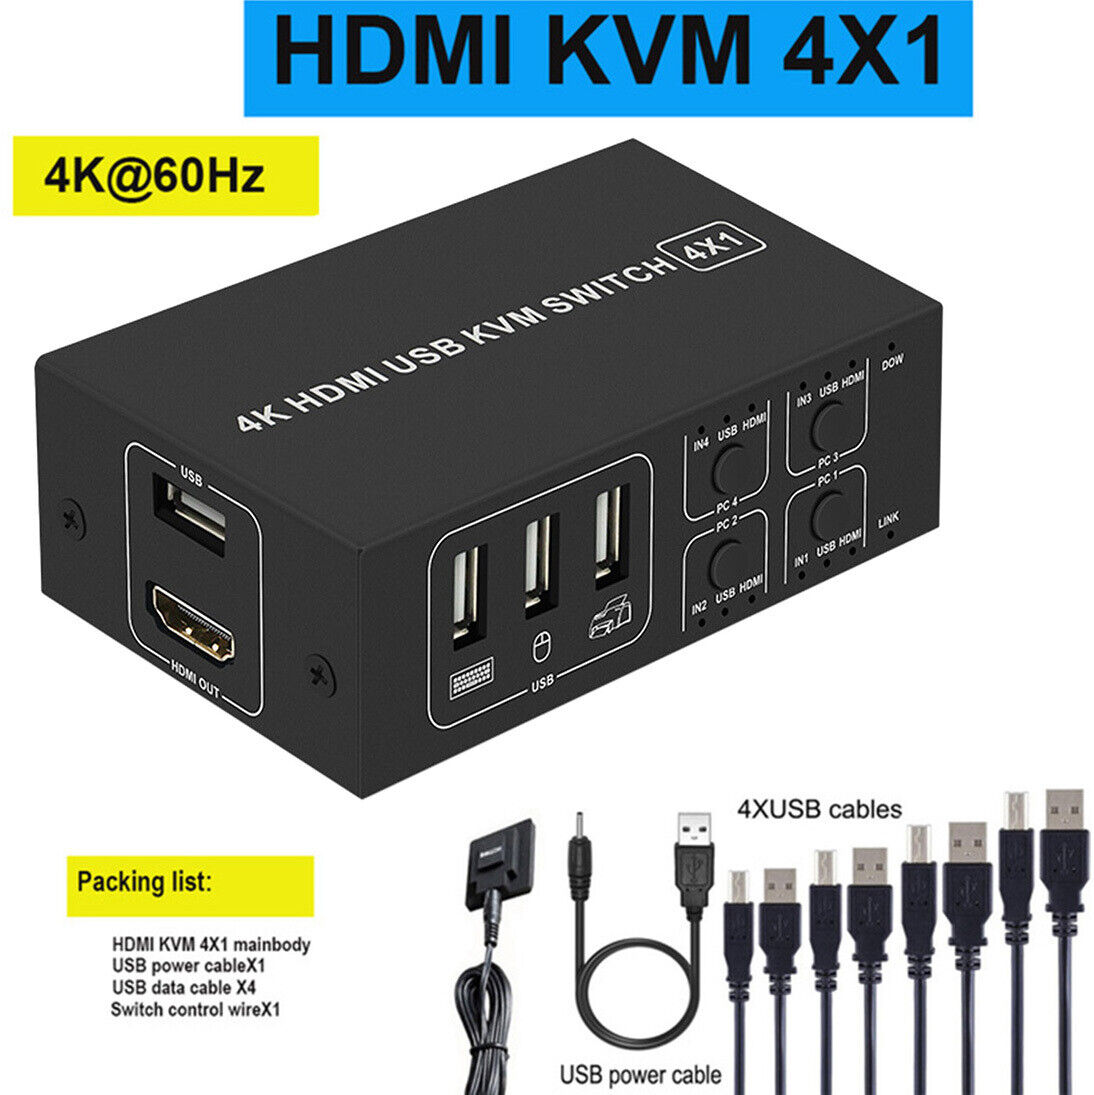 HDMI KVM 4X1
4K@60Hz
4K HDMI USB KVM SWITCH 4X1
USB
HDMI OUT
USB
IN4 USB HDMI
PC 4
IN3 USB HDMI
PC 3
DOW
PC 2
IN2 USB HDMI
PC 1
IN1 USB HDMI
LINK
4XUSB cables
Packing list:
HDMI KVM 4X1 mainbody
USB power cableX1
USB data cable X4
Switch control wireX1
USB power cable